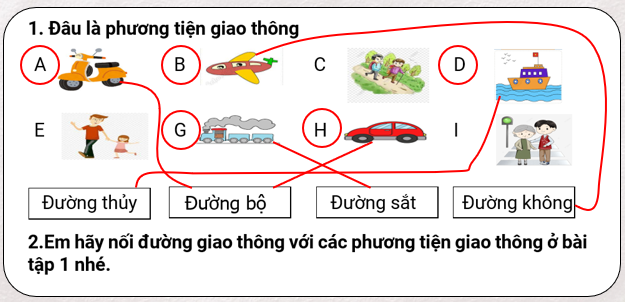 1. Đâu là phương tiện giao thông
A B C D
E G H I
Đường thủy Đường bộ Đường sắt Đường không
2.Em hãy nối đường giao thông với các phương tiện giao thông ở bài
tập 1 nhé.